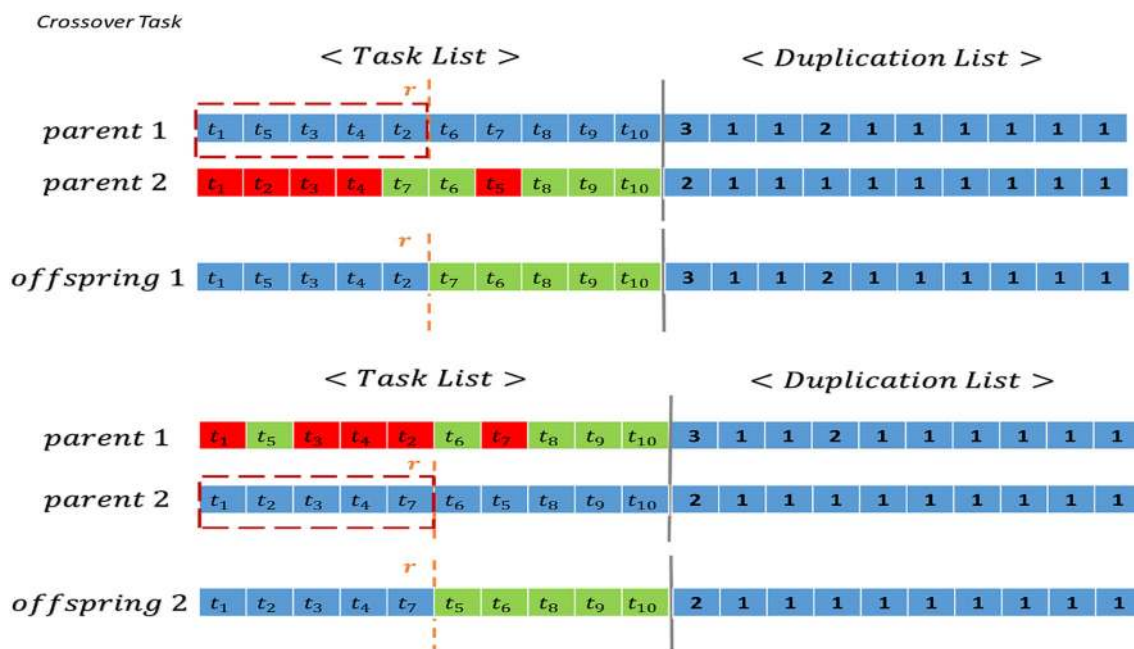 Crossover Task
< Task List > < Duplication List >
r
parent 1 t₁ t₅ t₃ t₄ t₂ t₆ t₇ t₈ t₉ t₁₀ 3 1 1 2 1 1 1 1 1 1
parent 2 t₁ t₂ t₃ t₄ t₇ t₆ t₅ t₈ t₉ t₁₀ 2 1 1 1 1 1 1 1 1 1
r
offspring 1 t₁ t₅ t₃ t₄ t₂ t₇ t₆ t₈ t₉ t₁₀ 3 1 1 2 1 1 1 1 1 1
< Task List > < Duplication List >
parent 1 t₁ t₅ t₃ t₄ t₂ t₆ t₇ t₈ t₉ t₁₀ 3 1 1 2 1 1 1 1 1 1
r
parent 2 t₁ t₂ t₃ t₄ t₇ t₆ t₅ t₈ t₉ t₁₀ 2 1 1 1 1 1 1 1 1 1
r
offspring 2 t₁ t₂ t₃ t₄ t₇ t₅ t₆ t₈ t₉ t₁₀ 2 1 1 1 1 1 1 1 1 1